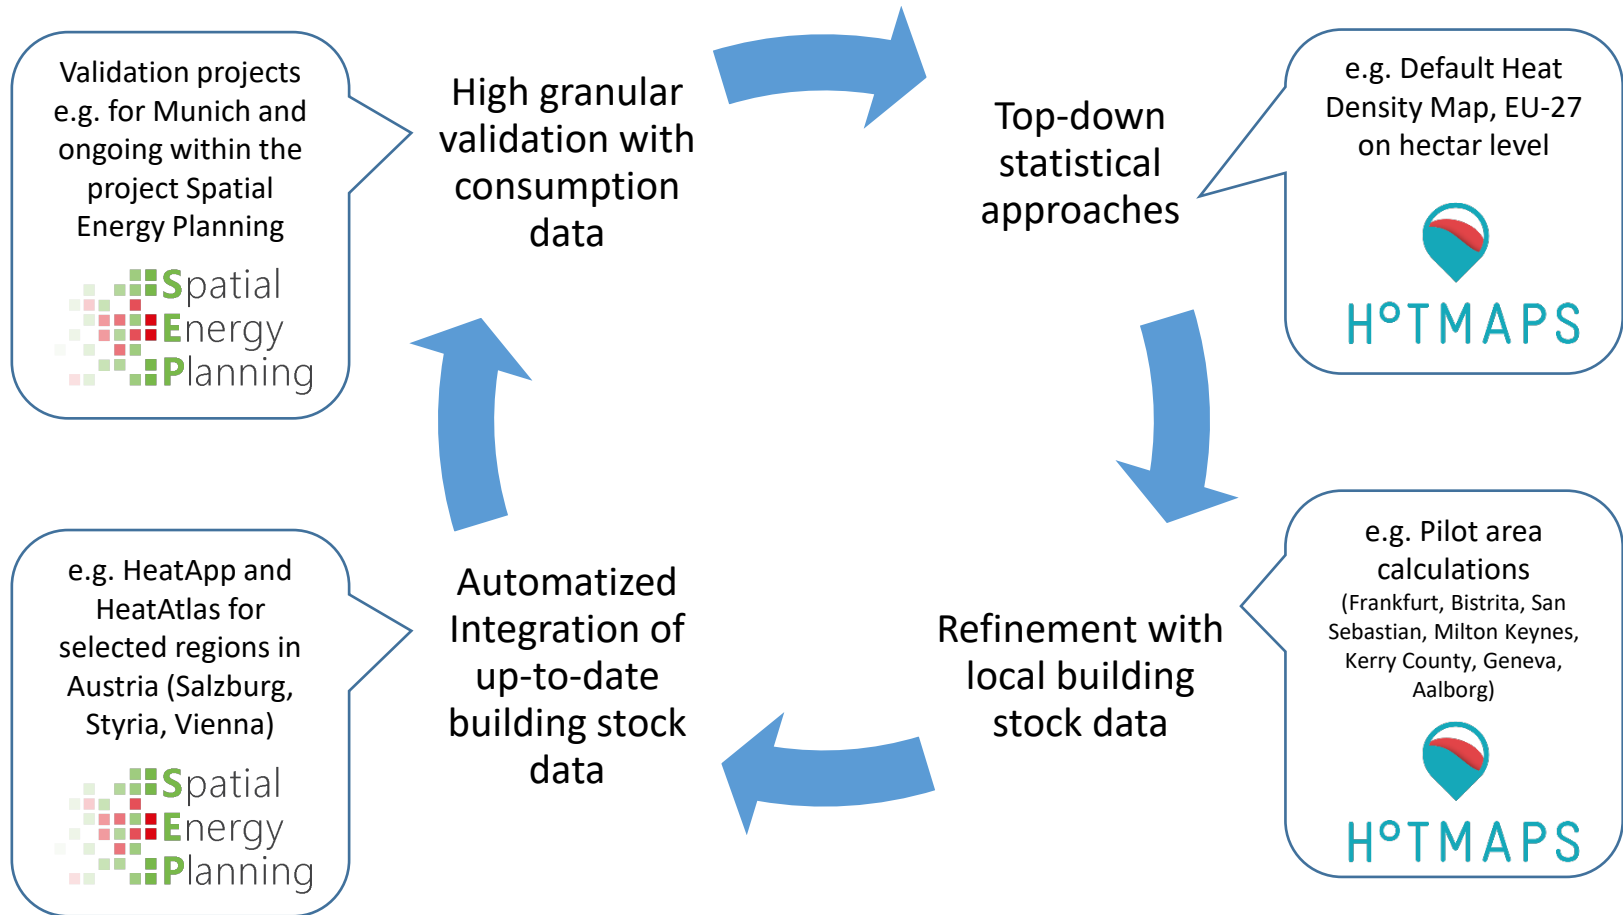 Validation projects
e.g. for Munich and
ongoing within the
project Spatial
Energy Planning
Spatial
Energy
Planning
High granular
validation with
consumption
data
Top-down
statistical
approaches
e.g. Default Heat
Density Map, EU-27
on hectar level
HOTMAPS
e.g. HeatApp and
HeatAtlas for
selected regions in
Austria (Salzburg,
Styria, Vienna)
Spatial
Energy
Planning
Automatized
Integration of
up-to-date
building stock
data
Refinement with
local building
stock data
e.g. Pilot area
calculations
(Frankfurt, Bistrita, San
Sebastian, Milton Keynes,
Kerry County, Geneva,
Aalborg)
HOTMAPS